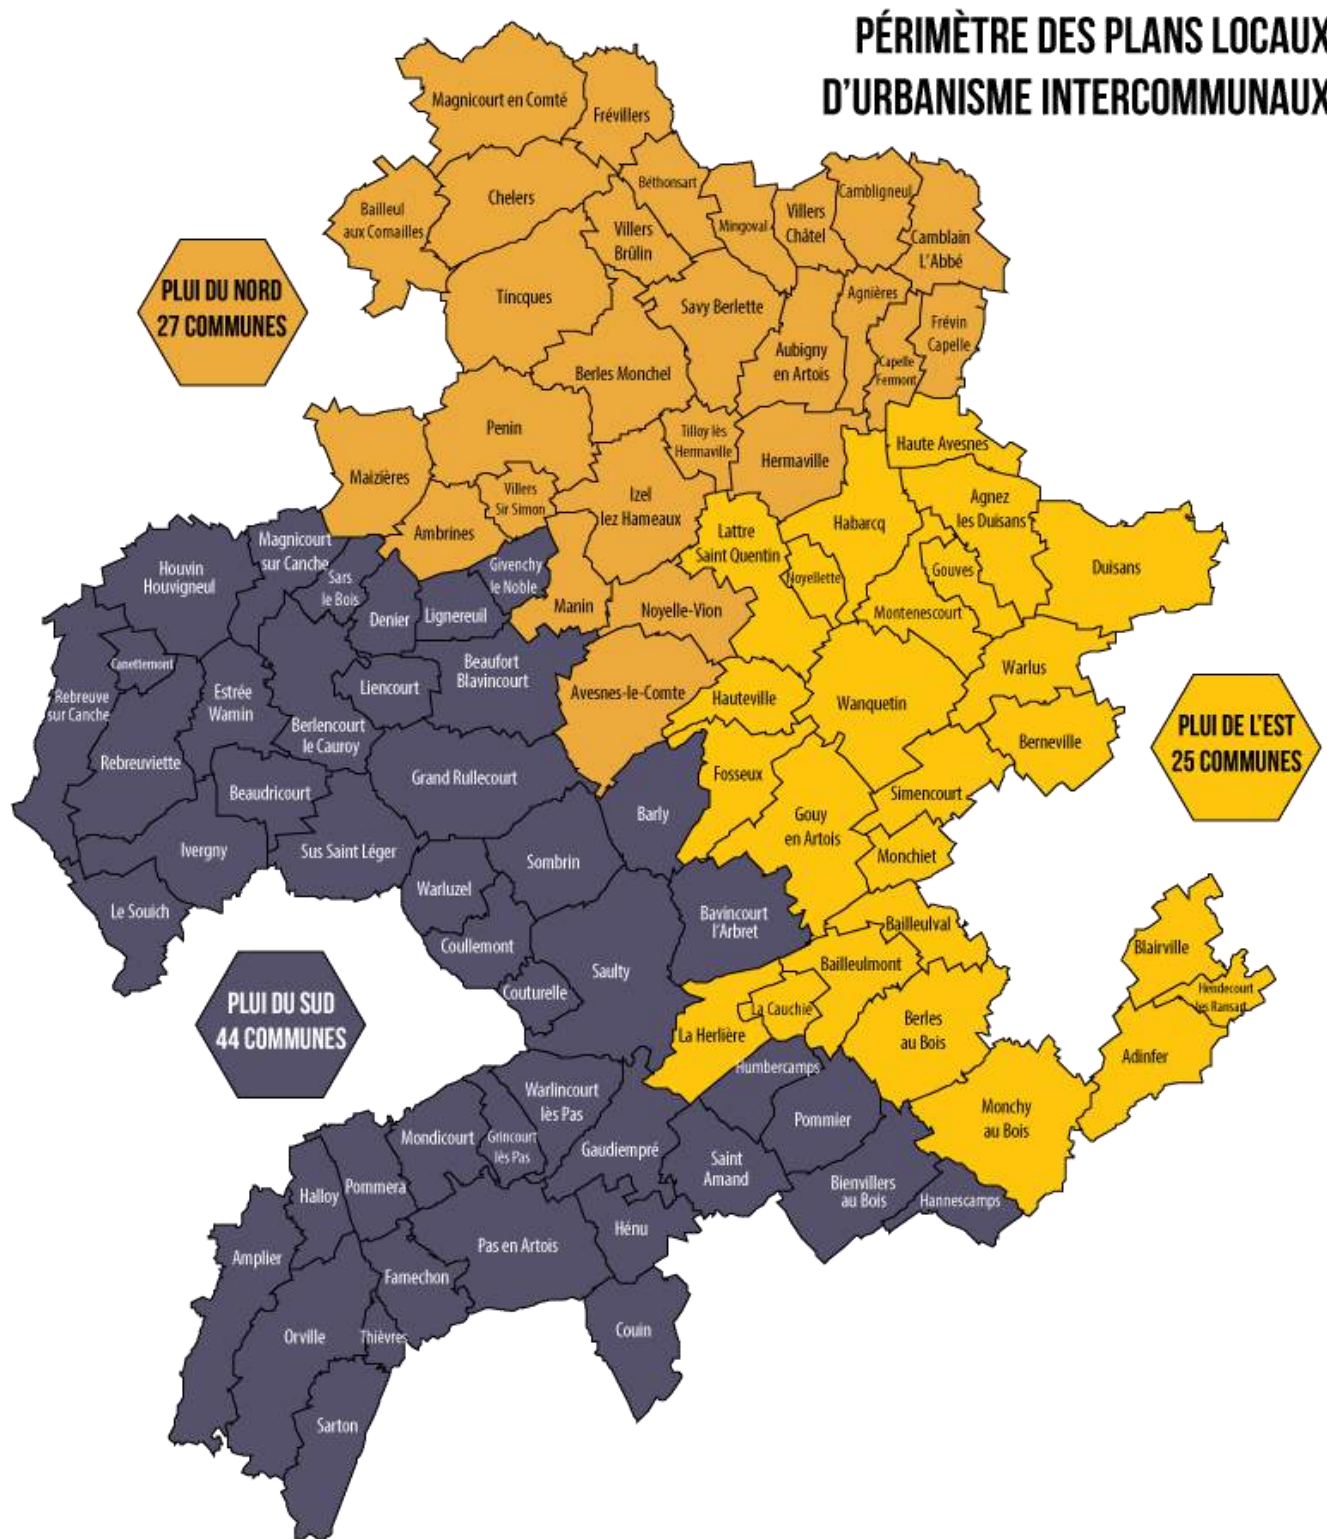 PÉRIMÈTRE DES PLANS LOCAUX
D'URBANISME INTERCOMMUNAUX
Magnicourt en Comté
Frévillers
Béthonsart
Chelers
Bailleul
aux Cornailles
Villers
Brûlin
Mingoval
Villers
Châtel
Cambligneul
Camblain
L'Abbé
PLUI DU NORD
27 COMMUNES
Tincques
Savy Berlette
Agnières
Frévin
Capelle
Aubigny
en Artois
Capelle
Fermont
Berles Monchel
Penin
Tilloy lès
Hermaville
Hermaville
Haute Avesnes
Maizières
Villers
Sir Simon
Izel
lez Hameaux
Ambrines
Lattre
Saint Quentin
Habarcq
Agnez
les Duisans
Houvin
Houvigneul
Magnicourt
sur Canche
Sars
le Bois
Givenchy
le Noble
Noyellette
Gouves
Duisans
Denier
Lignereuil
Manin
Noyelle-Vion
Montenescourt
Canettemont
Rebreuve
sur Canche
Estrée
Wamin
Liencourt
Beaufort
Blavincourt
Avesnes-le-Comte
Hauteville
Wanquetin
Warlus
Berlencourt
le Cauroy
Berneville
PLUI DE L'EST
25 COMMUNES
Rebreuviette
Beaudricourt
Grand Rullecourt
Fosseux
Simencourt
Barly
Gouy
en Artois
Monchiet
Ivergny
Sus Saint Léger
Sombrin
Warluzel
Le Souich
Bavincourt
l'Arbret
Bailleulval
Coullemont
Bailleulmont
Blairville
Saulty
Couturelle
Hendecourt
les Ransart
PLUI DU SUD
44 COMMUNES
La Cauchie
La Herlière
Berles
au Bois
Adinfer
Humbercamps
Warlincourt
lès Pas
Pommier
Monchy
au Bois
Mondicourt
Grincourt
lès Pas
Gaudiempré
Saint
Amand
Halloy
Pommera
Bienvillers
au Bois
Hannescamps
Hénu
Pas en Artois
Amplier
Famechon
Orville
Thièvres
Couin
Sarton